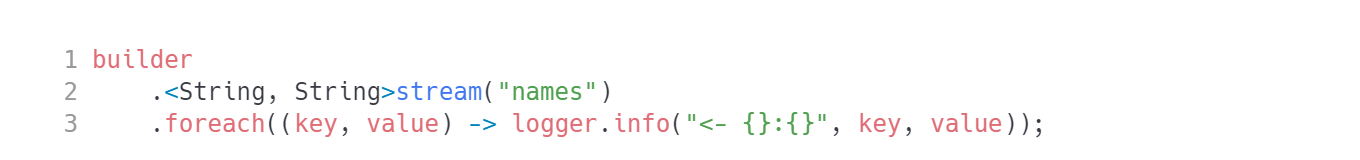 1 builder
2     .<String, String>stream("names")
3     .foreach((key, value) -> logger.info("<- {}:{}", key, value));